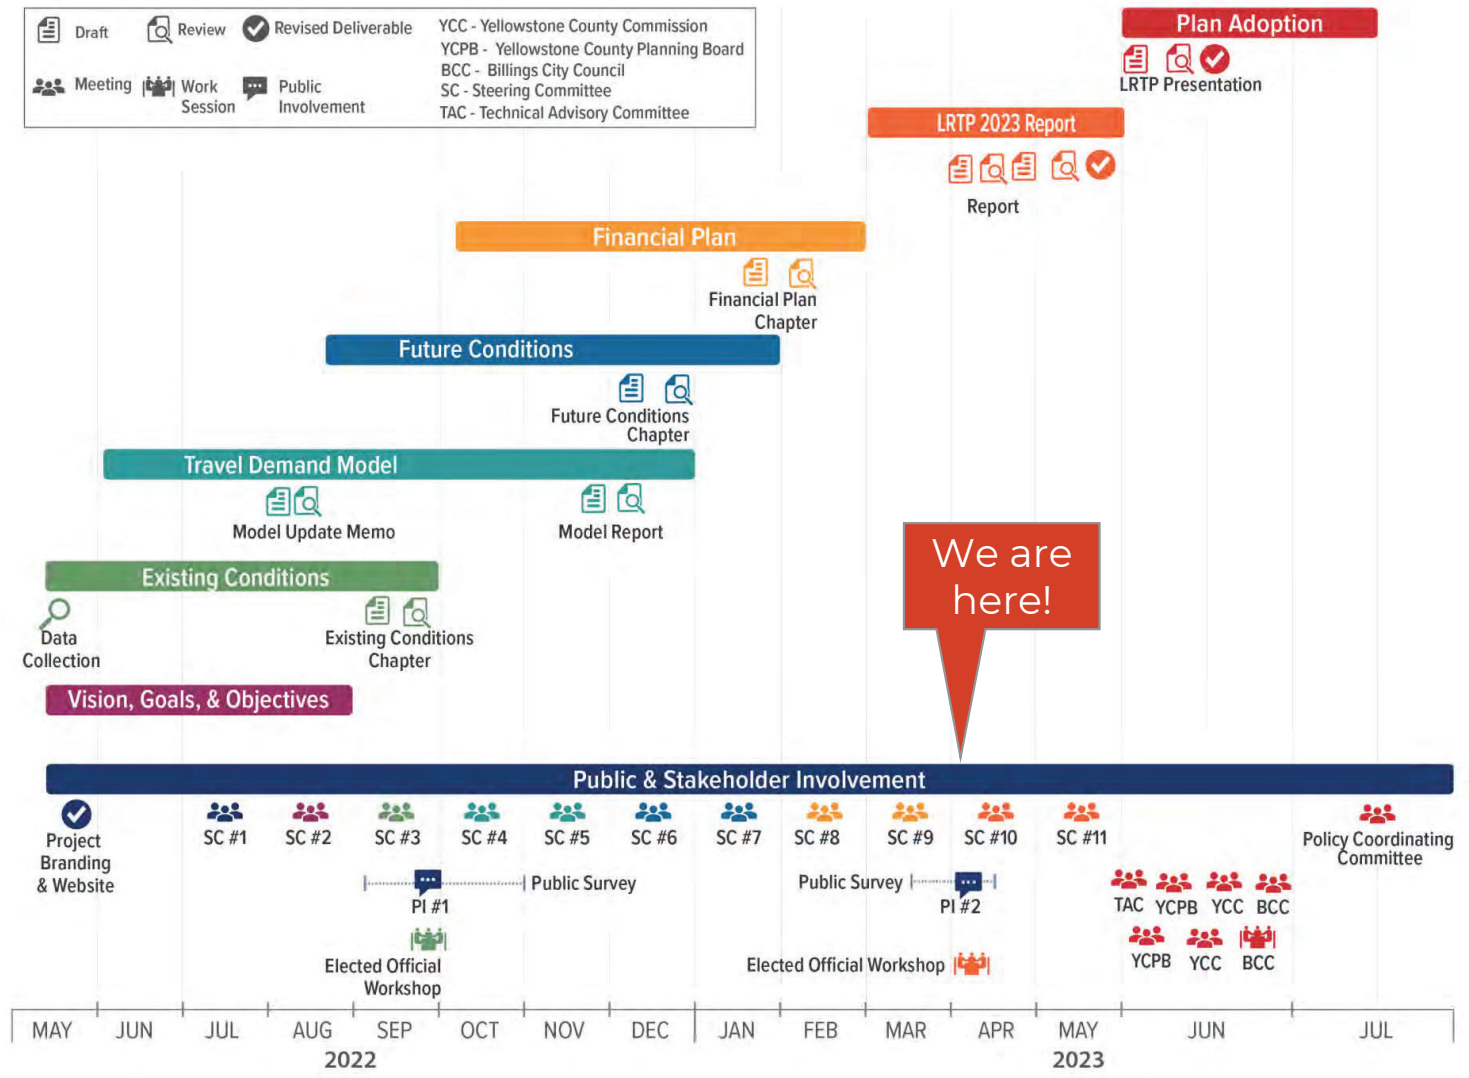 Draft
Review
Revised Deliverable
Meeting
Work
Session
Public
Involvement
YCC - Yellowstone County Commission
YCPB - Yellowstone County Planning Board
BCC - Billings City Council
SC - Steering Committee
TAC - Technical Advisory Committee
Plan Adoption
LRTP Presentation
LRTP 2023 Report
Report
Financial Plan
Financial Plan
Chapter
Future Conditions
Future Conditions
Chapter
Travel Demand Model
Model Update Memo
Model Report
We are
here!
Existing Conditions
Data
Collection
Existing Conditions
Chapter
Vision, Goals, & Objectives
Public & Stakeholder Involvement
Project
Branding
& Website
SC #1
SC #2
SC #3
SC #4
SC #5
SC #6
SC #7
SC #8
SC #9
SC #10
SC #11
Policy Coordinating
Committee
Public Survey
PI #1
Public Survey
PI #2
TAC
YCPB
YCC
BCC
Elected Official
Workshop
Elected Official Workshop
YCPB
YCC
BCC
MAY
JUN
JUL
AUG
SEP
OCT
NOV
DEC
JAN
FEB
MAR
APR
MAY
JUN
JUL
2022
2023